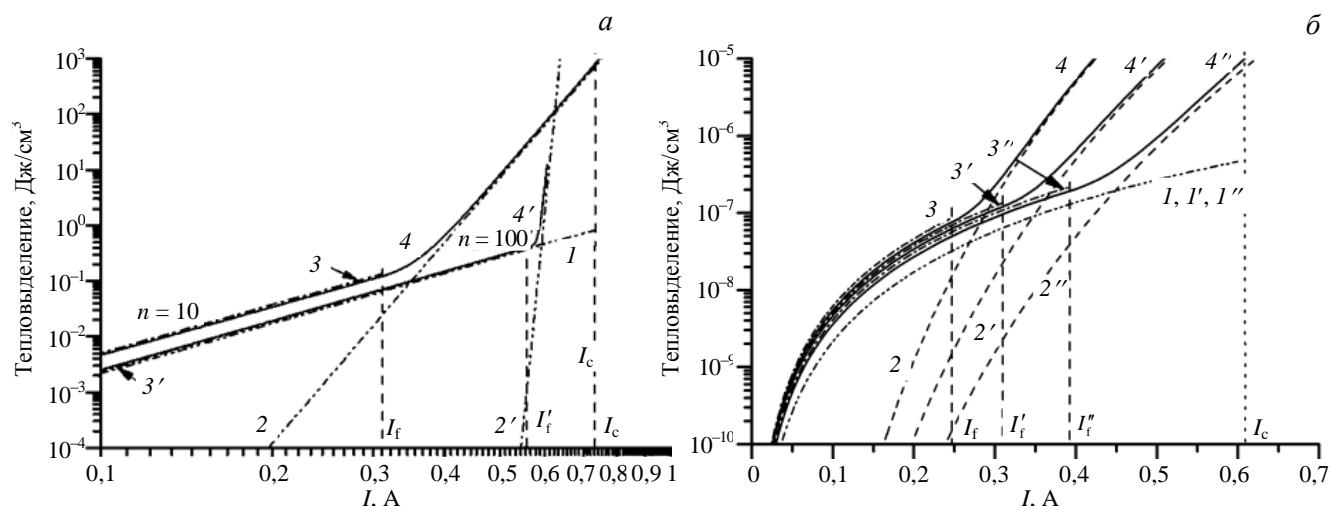 а
Тепловыделение, Дж/см³
10³
10²
10¹
10⁰
10⁻¹
10⁻²
10⁻³
10⁻⁴
n = 10
n = 100
3
4
4′
1
3′
2
2′
I_f
I′_f
I_c
I_c
0,1
0,2
0,3
0,4
0,5
0,6
0,7
0,8
0,9
1
I, А
б
Тепловыделение, Дж/см³
10⁻⁵
10⁻⁶
10⁻⁷
10⁻⁸
10⁻⁹
10⁻¹⁰
4
4′
4″
3″
3′
3
1, 1′, 1″
2″
2′
2
I_f
I′_f
I″_f
I_c
0
0,1
0,2
0,3
0,4
0,5
0,6
0,7
I, А